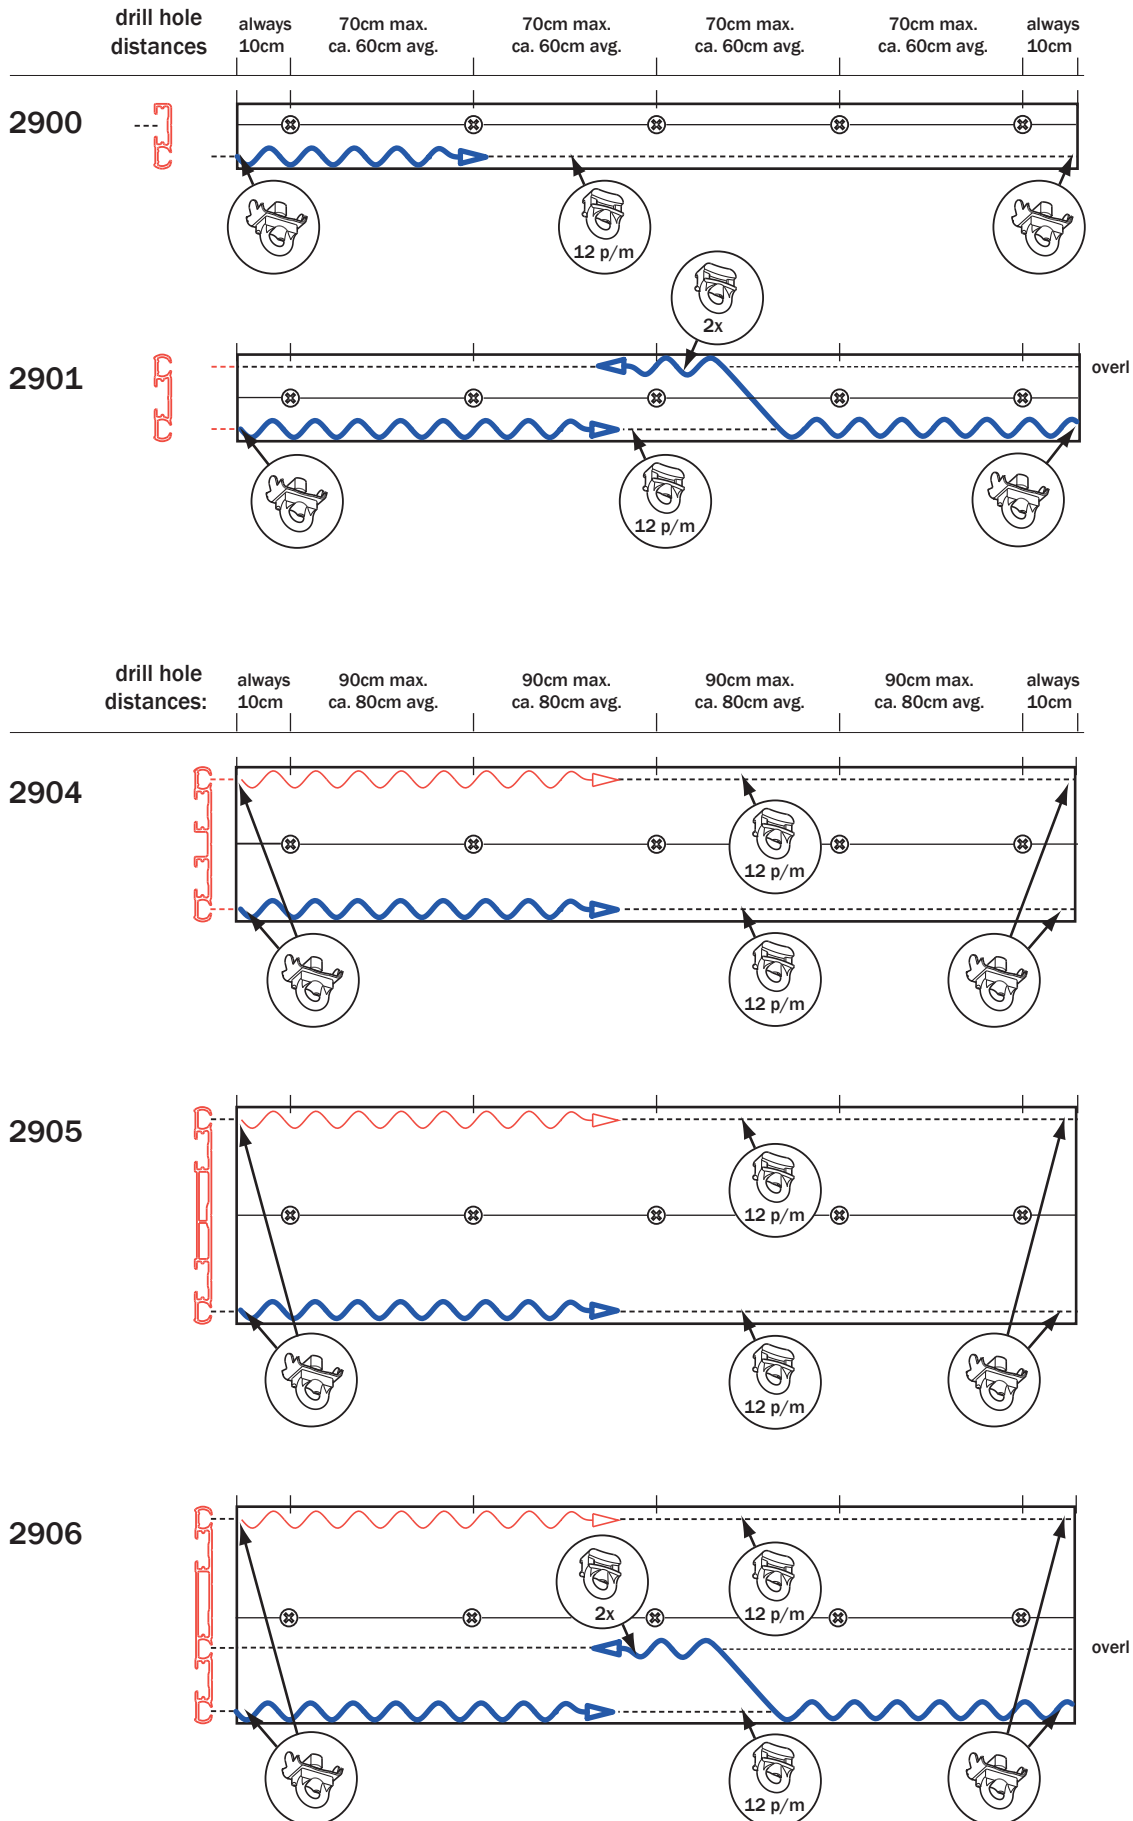 drill hole
distances
always
10cm
70cm max.
ca. 60cm avg.
70cm max.
ca. 60cm avg.
70cm max.
ca. 60cm avg.
70cm max.
ca. 60cm avg.
always
10cm
2900
12 p/m
2x
2901
overl
12 p/m
drill hole
distances:
always
10cm
90cm max.
ca. 80cm avg.
90cm max.
ca. 80cm avg.
90cm max.
ca. 80cm avg.
90cm max.
ca. 80cm avg.
always
10cm
2904
12 p/m
12 p/m
2905
12 p/m
12 p/m
2906
2x
12 p/m
overl
12 p/m